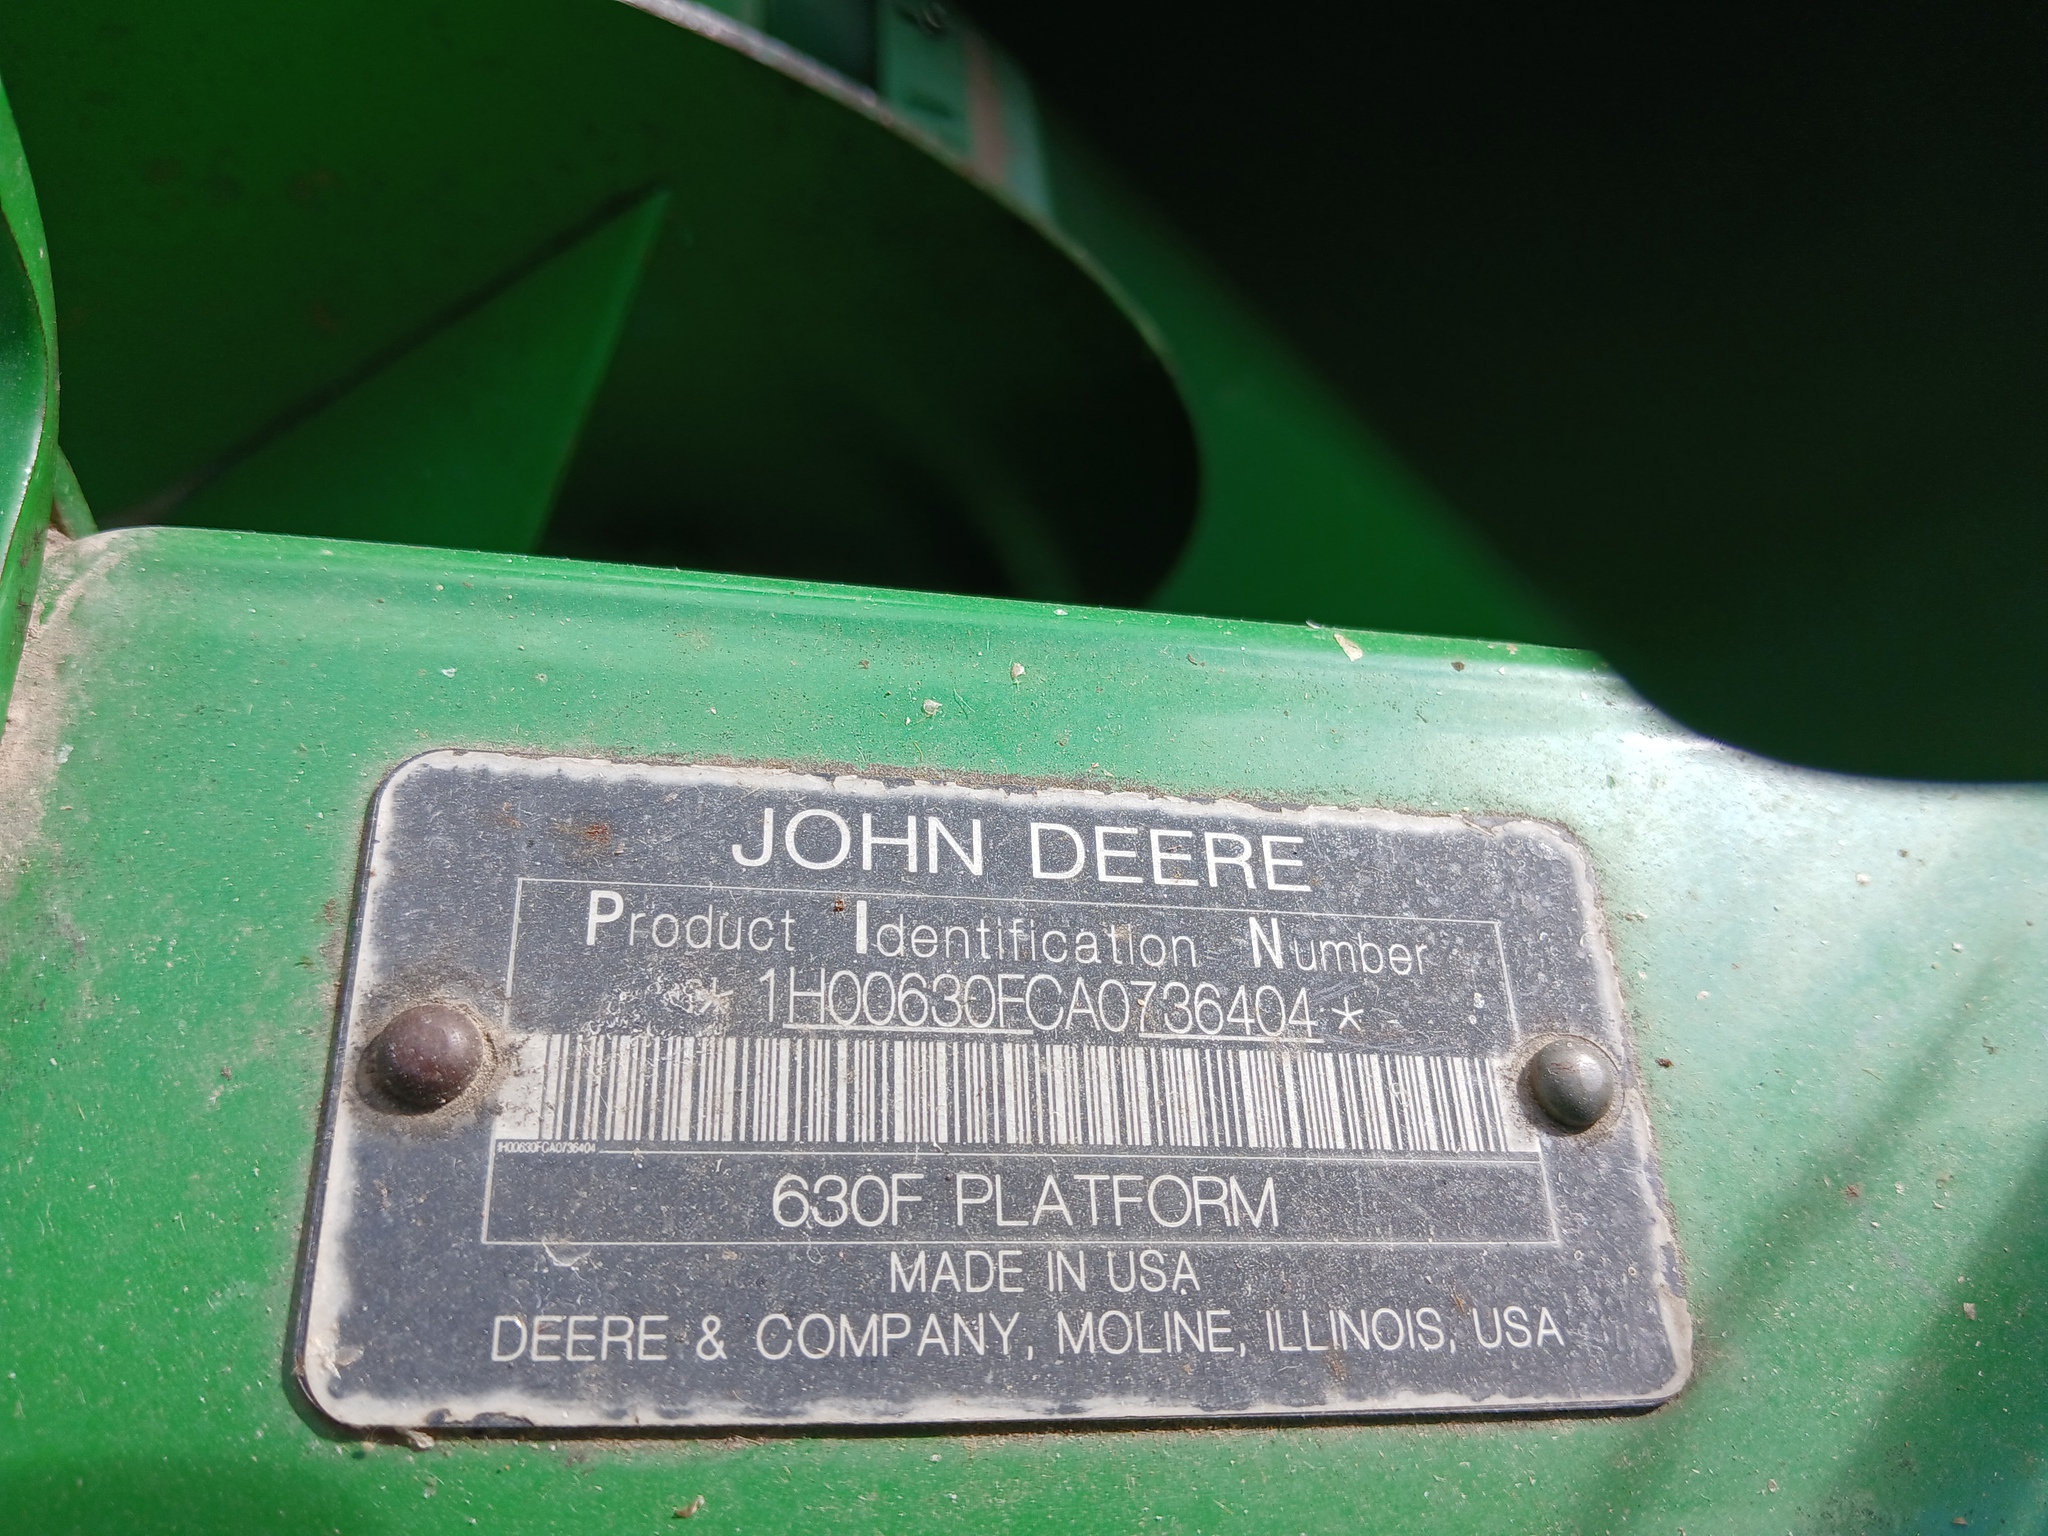 JOHN DEERE
Product Identification Number
* 1H00630FCA0736404 *
1H00630FCA0736404
630F PLATFORM
MADE IN USA
DEERE & COMPANY, MOLINE, ILLINOIS, USA